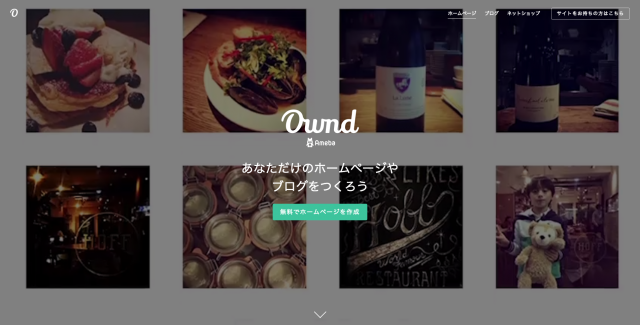 O
ホームページ
ブログ
ネットショップ
サイトをお持ちの方はこちら
Ownd
Ameba
あなただけのホームページや
ブログをつくろう
無料でホームページを作成
HOFF
Hoff
RESTAURANT
HOFF